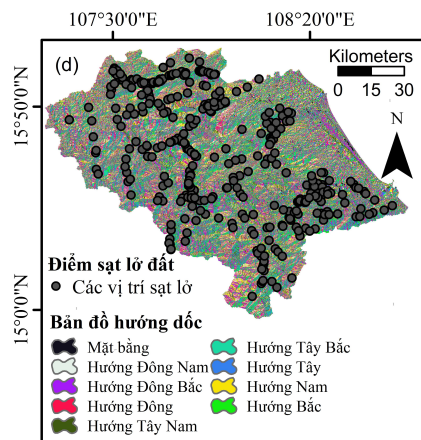 107°30'0"E
108°20'0"E
(d)
Kilometers
0 15 30
N
15°50'0"N
15°0'0"N
Điểm sạt lở đất
Các vị trí sạt lở
Bản đồ hướng dốc
Mặt bằng
Hướng Đông Nam
Hướng Đông Bắc
Hướng Đông
Hướng Tây Nam
Hướng Tây Bắc
Hướng Tây
Hướng Nam
Hướng Bắc